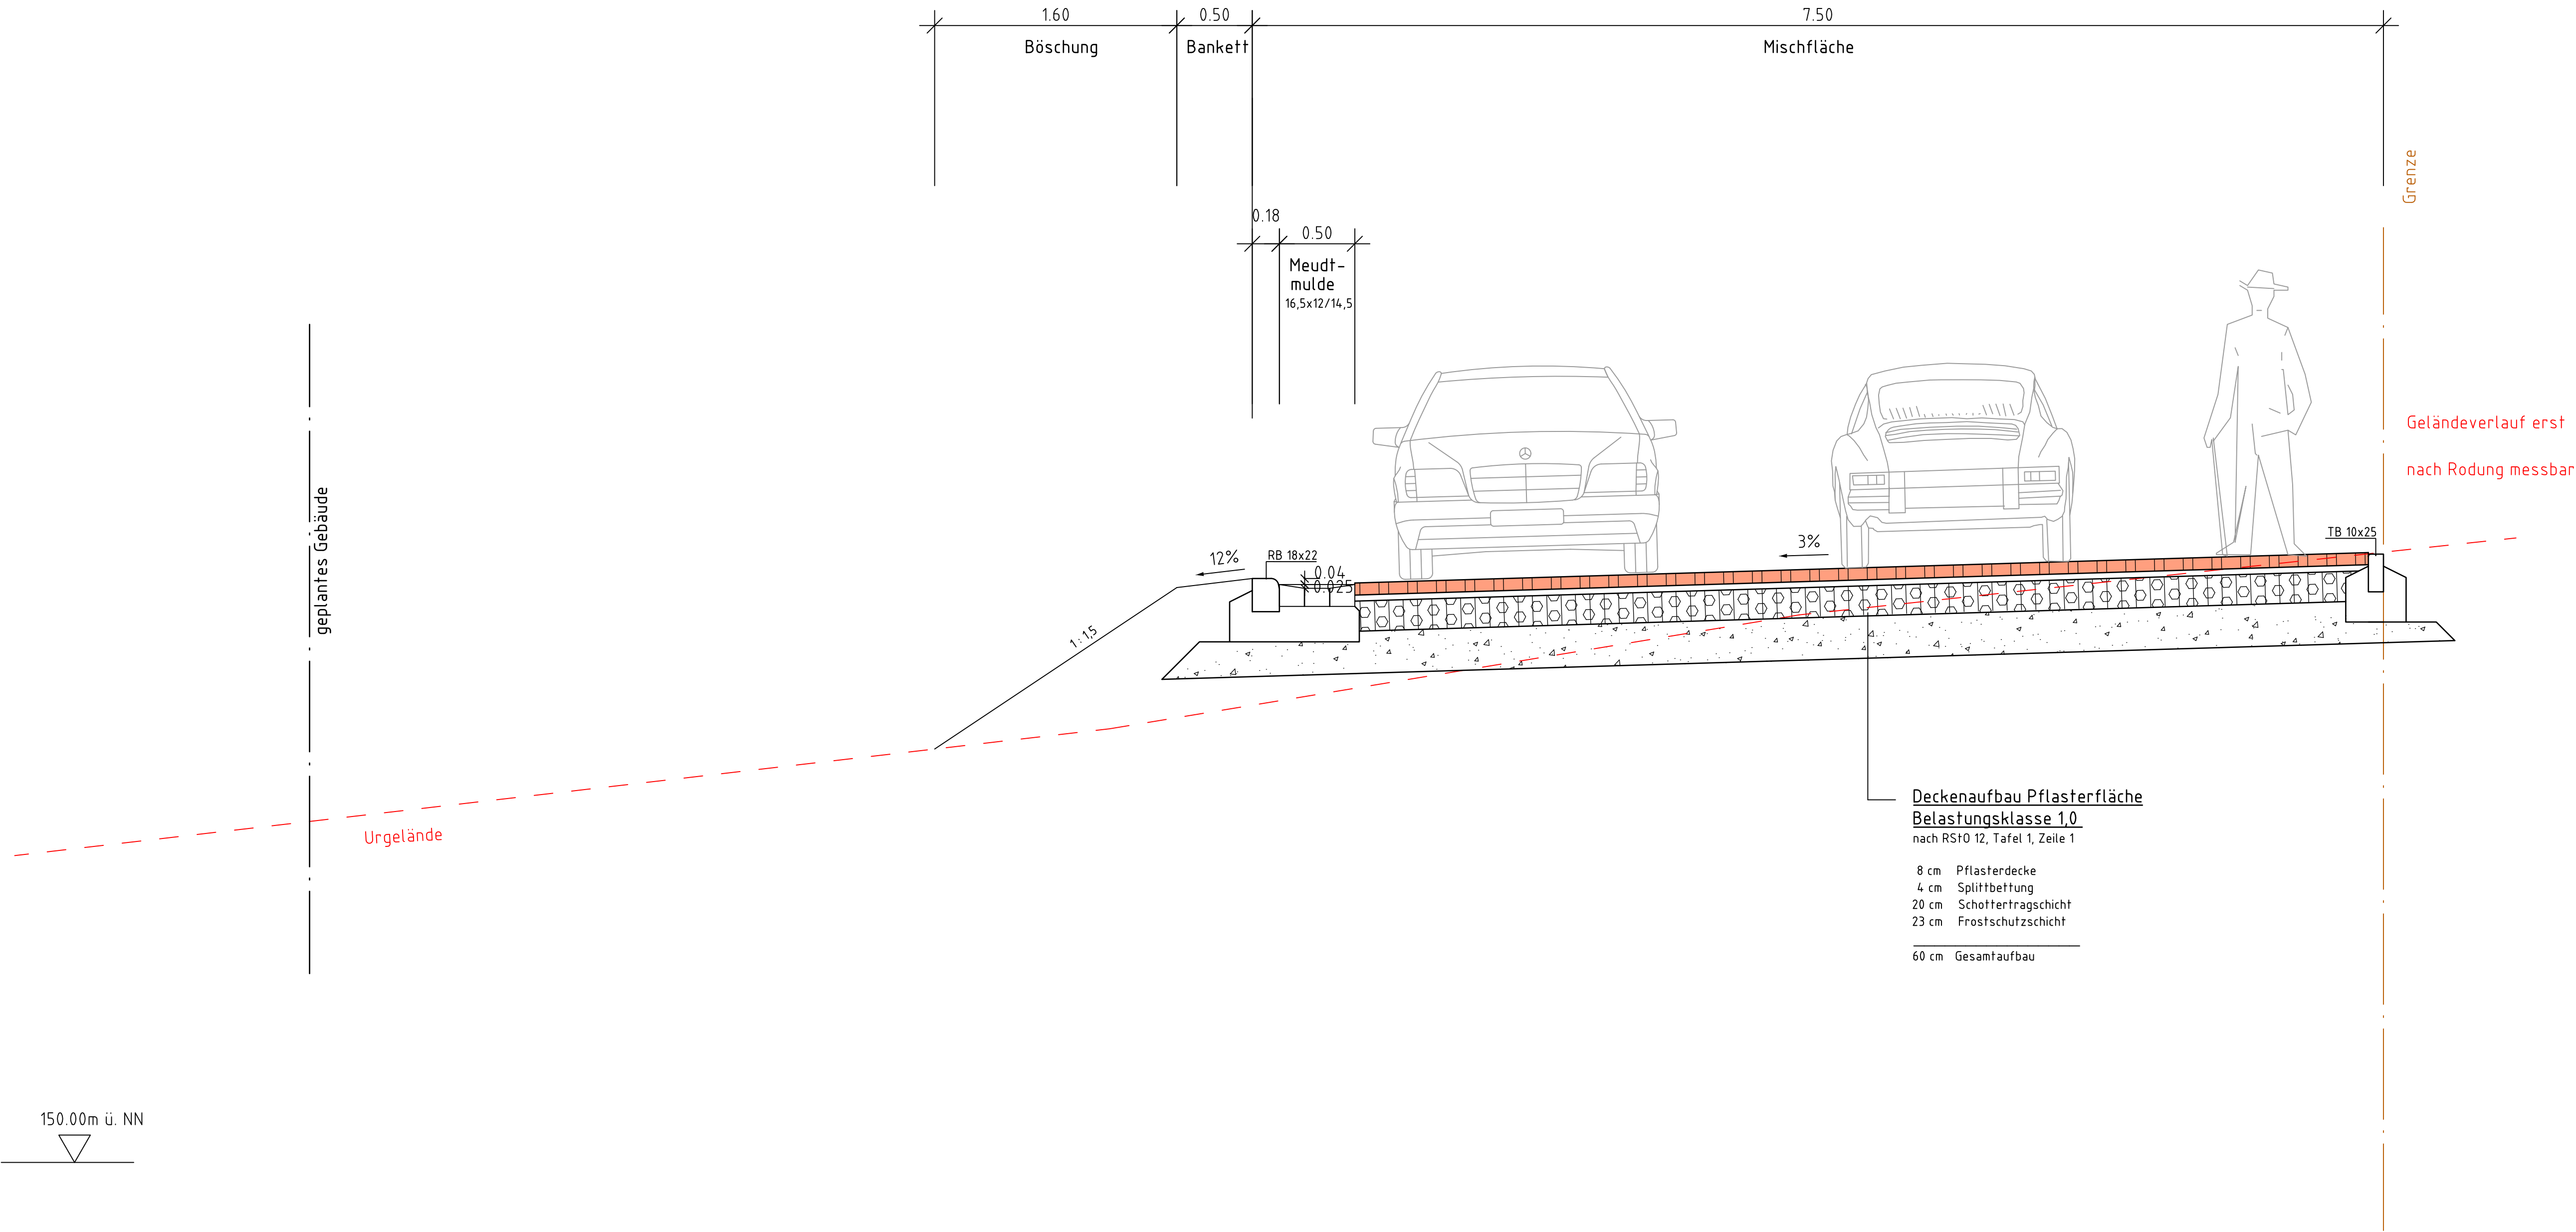 1.60
0.50
7.50
Böschung
Bankett
Mischfläche
Grenze
0.18
0.50
Meudt-
mulde
16,5x12/14,5
Geländeverlauf erst
nach Rodung messbar
geplantes Gebäude
TB 10x25
3%
12%
RB 18x22
0.04
0.025
1:1,5
Deckenaufbau Pflasterfläche
Belastungsklasse 1,0
nach RStO 12, Tafel 1, Zeile 1
8 cm Pflasterdecke
4 cm Splittbettung
20 cm Schottertragschicht
23 cm Frostschutzschicht
60 cm Gesamtaufbau
Urgelände
150.00m ü. NN